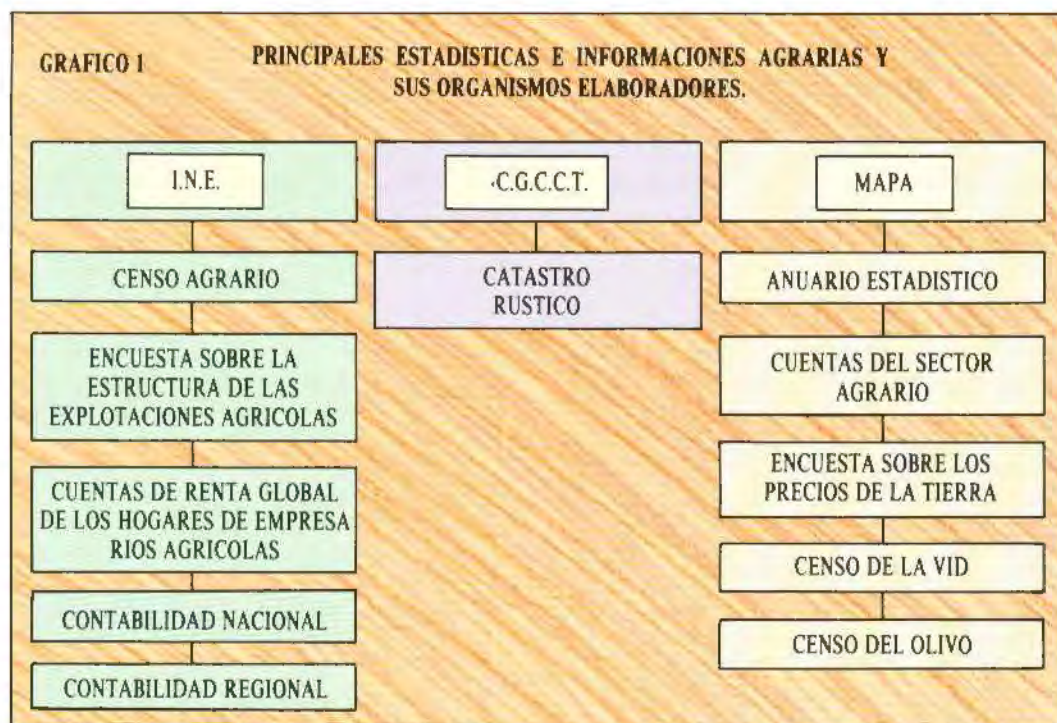 GRAFICO 1
PRINCIPALES ESTADISTICAS E INFORMACIONES AGRARIAS Y
SUS ORGANISMOS ELABORADORES.
I.N.E.
CENSO AGRARIO
ENCUESTA SOBRE LA
ESTRUCTURA DE LAS
EXPLOTACIONES AGRICOLAS
CUENTAS DE RENTA GLOBAL
DE LOS HOGARES DE EMPRESA
RIOS AGRICOLAS
CONTABILIDAD NACIONAL
CONTABILIDAD REGIONAL
C.G.C.C.T.
CATASTRO
RUSTICO
MAPA
ANUARIO ESTADISTICO
CUENTAS DEL SECTOR
AGRARIO
ENCUESTA SOBRE LOS
PRECIOS DE LA TIERRA
CENSO DE LA VID
CENSO DEL OLIVO